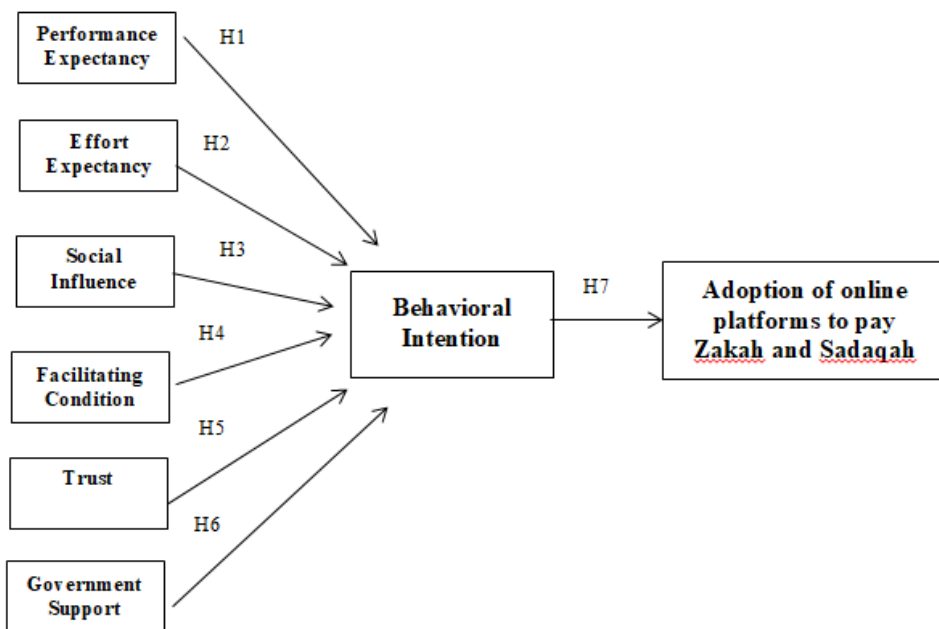 Performance
Expectancy
H1
Effort
Expectancy
H2
Social
Influence
H3
Facilitating
Condition
H4
Trust
H5
Government
Support
H6
Behavioral
Intention
H7
Adoption of online
platforms to pay
Zakah and Sadaqah